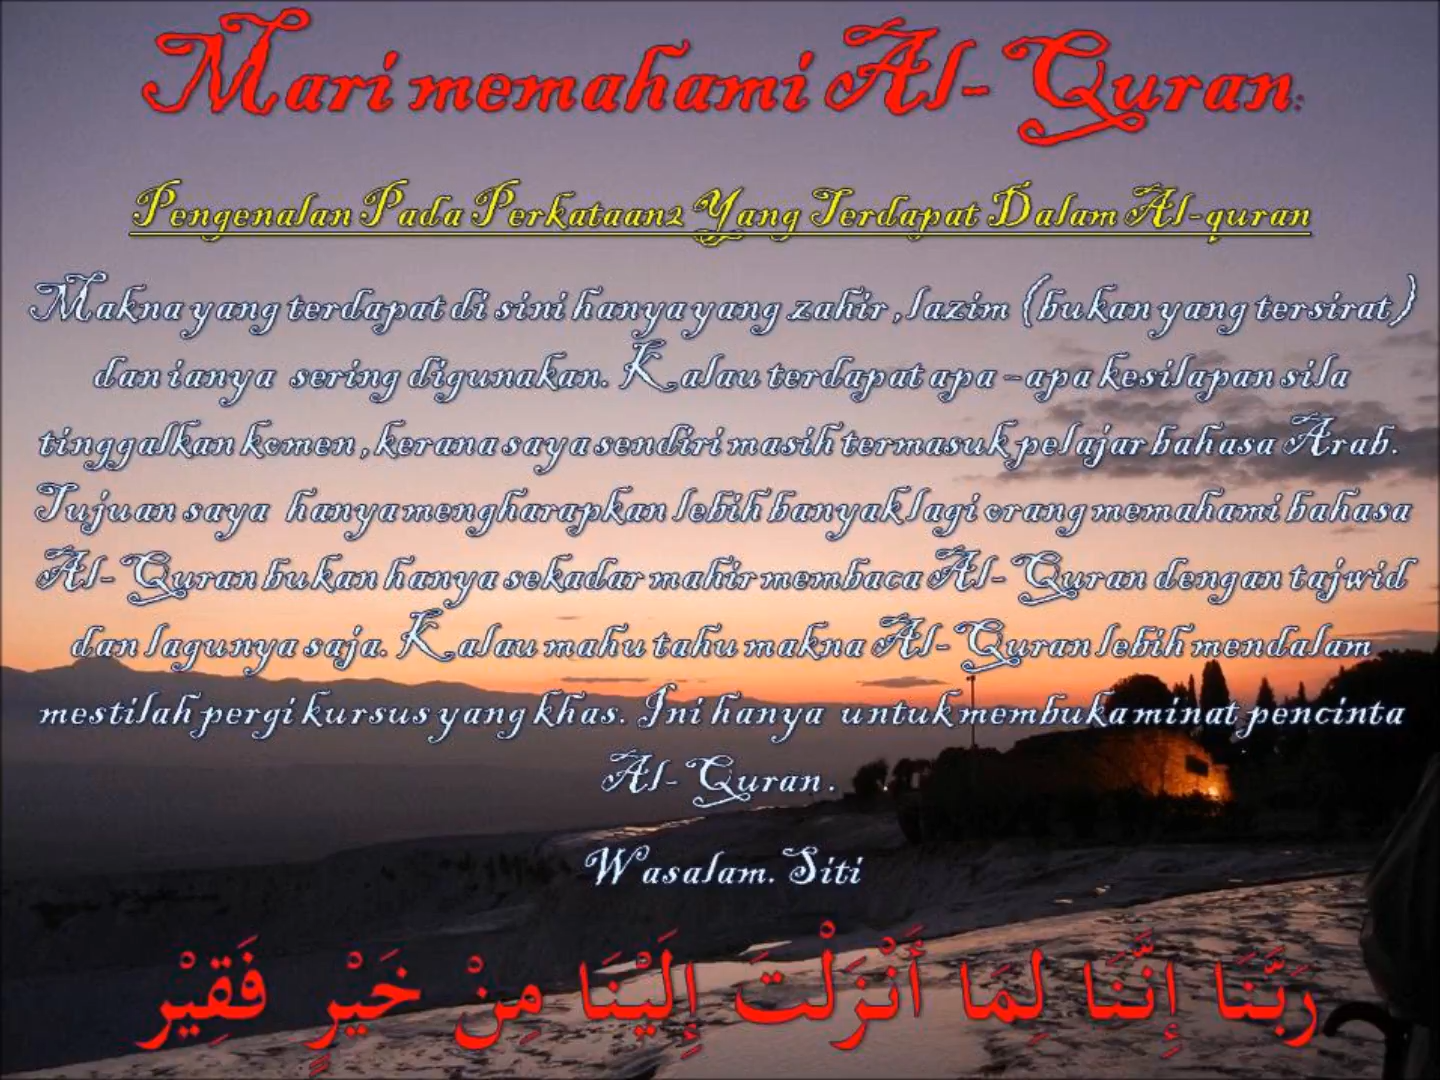 Mari memahami Al-Quran:
Pengenalan Pada Perkataan2 Yang Terdapat Dalam Al-quran
Makna yang terdapat di sini hanya yang zahir, lazim (bukan yang tersirat)
dan ianya sering digunakan. Kalau terdapat apa -apa kesilapan sila
tinggalkan komen, kerana saya sendiri masih termasuk pelajar bahasa Arab.
Tujuan saya hanya mengharapkan lebih banyak lagi orang memahami bahasa
Al-Quran bukan hanya sekadar mahir membaca Al-Quran dengan tajwid
dan lagunya saja. Kalau mahu tahu makna Al-Quran lebih mendalam
mestilah pergi kursus yang khas. Ini hanya untuk membuka minat pencinta
Al-Quran.
Wasalam. Siti
رَبَّنَا إِنَّنَا لِمَا أَنْزَلْتَ إِلَيْنَا مِنْ خَيْرٍ فَقِيْر